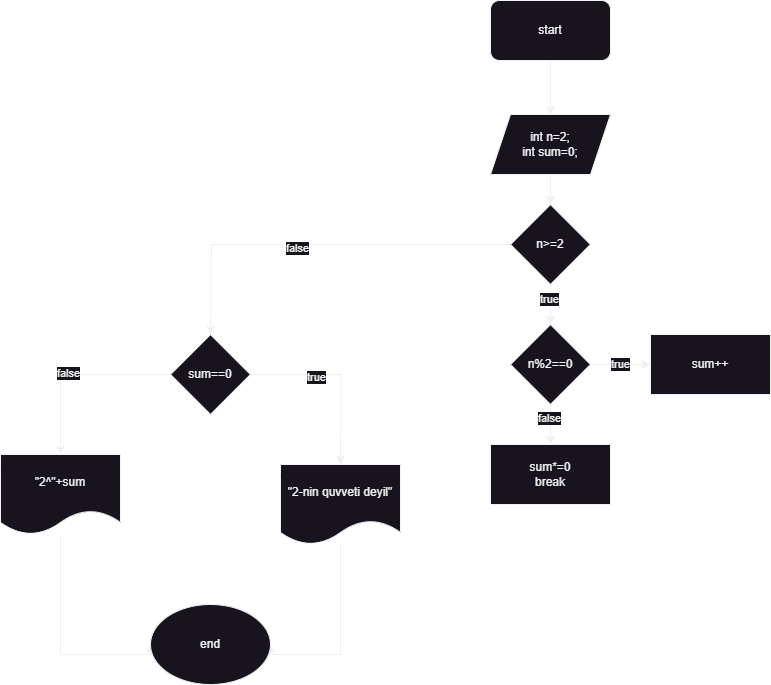 start
int n=2;
int sum=0;
n>=2
false
true
n%2==0
true
sum++
false
sum*=0
break
sum==0
false
true
"2^"+sum
"2-nin quvveti deyil"
end